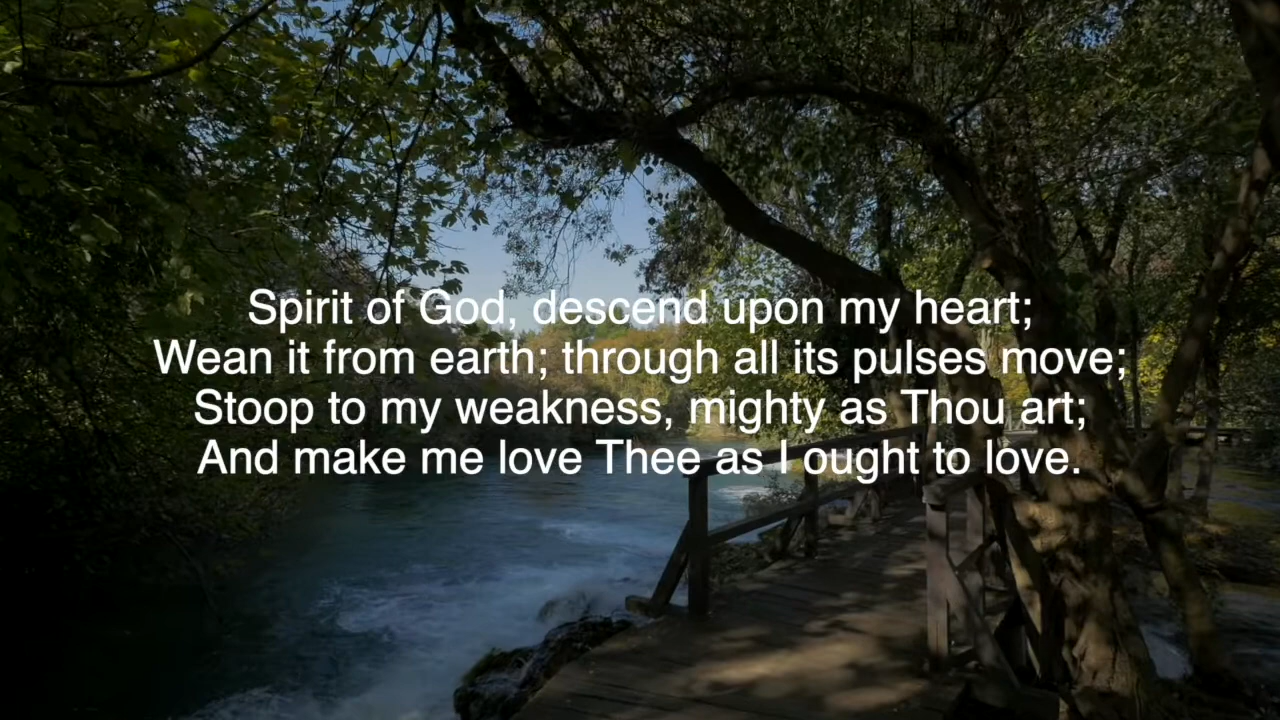 Spirit of God, descend upon my heart;
Wean it from earth; through all its pulses move;
Stoop to my weakness, mighty as Thou art;
And make me love Thee as I ought to love.